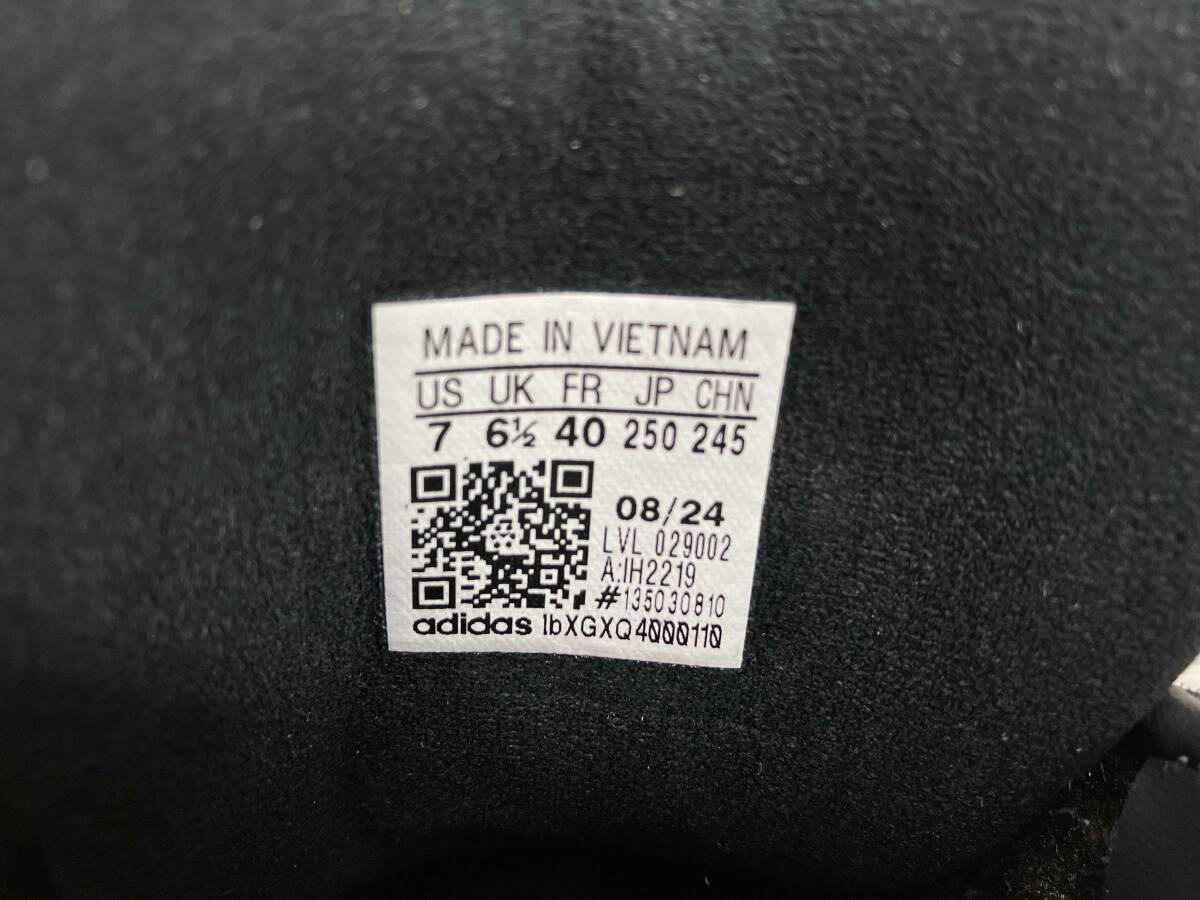 MADE IN VIETNAM
US UK FR JP CHN
7 6½ 40 250 245
08/24
LVL 029002
A:IH2219
#135030810
adidas 1bXGXQ4000110